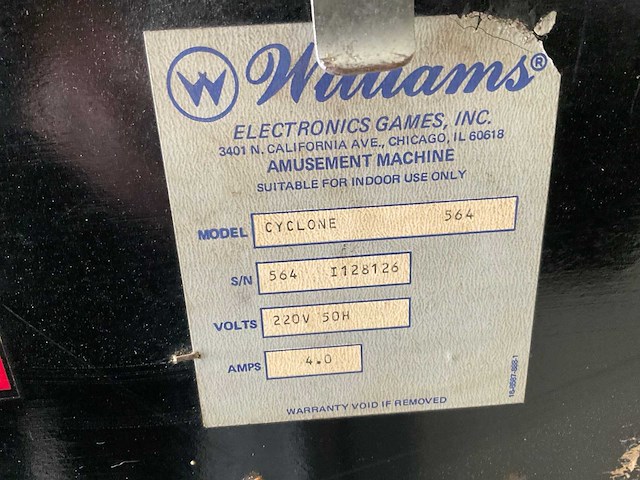 W Williams®
ELECTRONICS GAMES, INC.
3401 N. CALIFORNIA AVE., CHICAGO, IL 60618
AMUSEMENT MACHINE
SUITABLE FOR INDOOR USE ONLY
MODEL CYCLONE 564
S/N 564 I128126
VOLTS 220V 50H
AMPS 4.0
WARRANTY VOID IF REMOVED